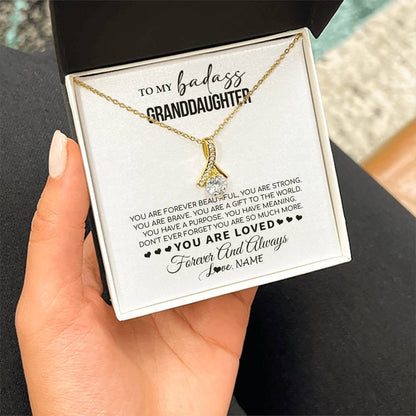 TO MY badass
GRANDDAUGHTER
YOU ARE FOREVER BEAUTIFUL, YOU ARE STRONG.
YOU ARE BRAVE. YOU ARE A GIFT TO THE WORLD.
YOU HAVE A PURPOSE. YOU HAVE MEANING.
DON'T EVER FORGET YOU ARE SO MUCH MORE.
YOU ARE LOVED
Forever And Always
Love, NAME